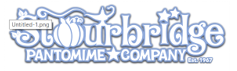 Stourbridge
Untitled-1.png
PANTOMIME COMPANY Est. 1967